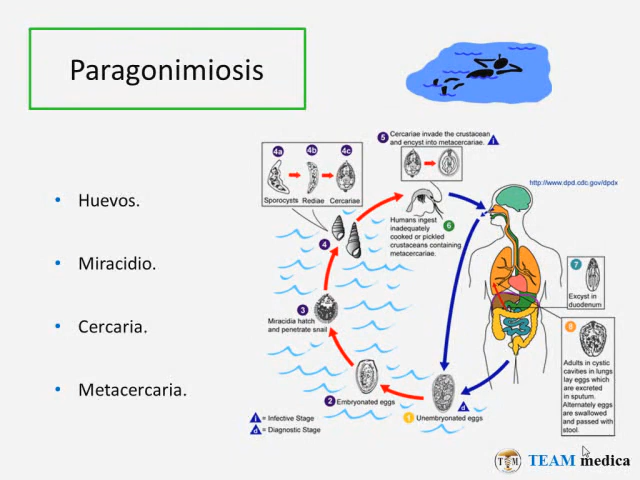 Paragonimiosis
Huevos.
Miracidio.
Cercaria.
Metacercaria.
4a 4b 4c
Sporocysts Rediae Cercariae
5 Cercariae invade the crustacean
and encyst into metacercariae. i
http://www.dpd.cdc.gov/dpdx
6
Humans ingest
inadequately
cooked or pickled
crustaceans containing
metacercariae.
4
7
Excyst in
duodenum
3
Miracidia hatch
and penetrate snail
8
Adults in cystic
cavities in lungs
lay eggs which
are excreted
in sputum.
Alternately eggs
are swallowed
and passed with
stool.
2 Embryonated eggs
d
1 Unembryonated eggs
i = Infective Stage
d = Diagnostic Stage
TEAM medica